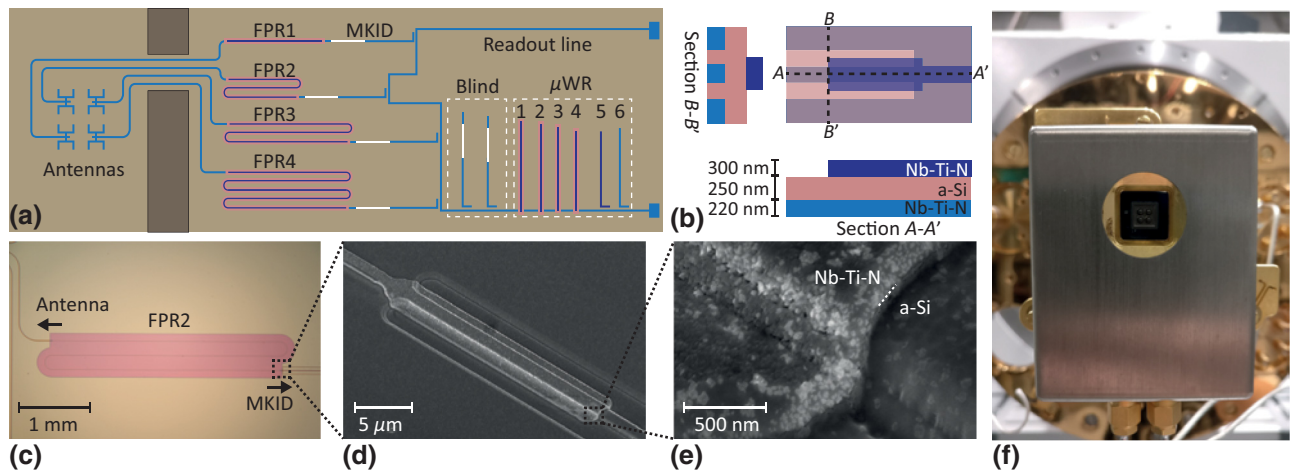 FPR1
MKID
Readout line
FPR2
Blind
μWR
1 2 3 4 5 6
FPR3
Antennas
FPR4
(a)
B
Section B-B′
A
A′
B′
300 nm
Nb-Ti-N
250 nm
a-Si
220 nm
Nb-Ti-N
(b)
Section A-A′
Antenna
FPR2
MKID
1 mm
(c)
5 μm
(d)
Nb-Ti-N
a-Si
500 nm
(e)
(f)